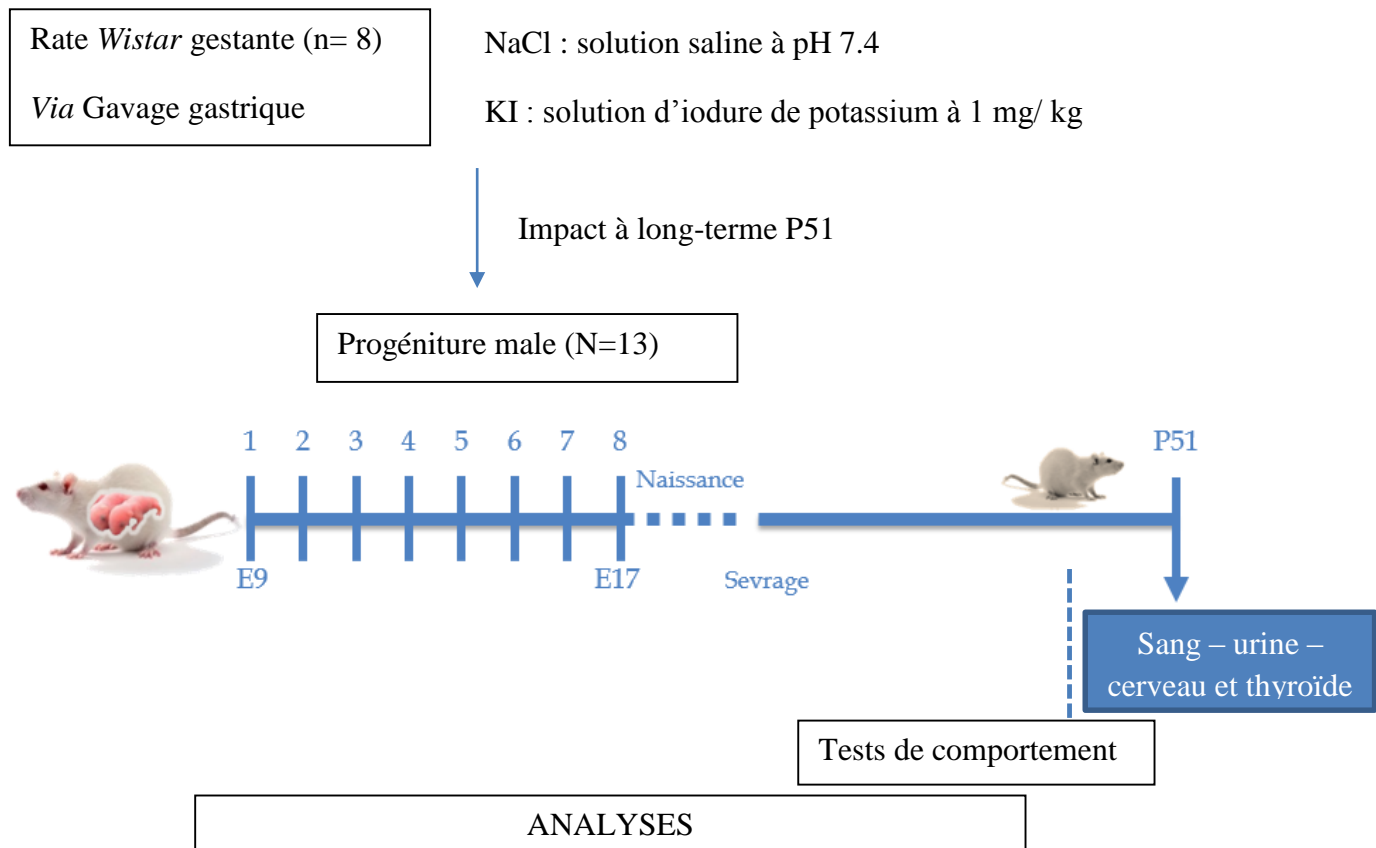 Rate Wistar gestante (n= 8)
Via Gavage gastrique
NaCl : solution saline à pH 7.4
KI : solution d’iodure de potassium à 1 mg/ kg
Impact à long-terme P51
Progéniture male (N=13)
1 2 3 4 5 6 7 8
Naissance
P51
E9
E17
Sevrage
Sang – urine –
cerveau et thyroïde
Tests de comportement
ANALYSES